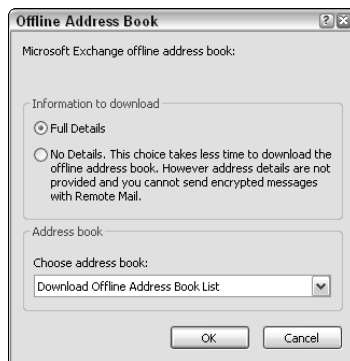 Offline Address Book
Microsoft Exchange offline address book:
Information to download
Full Details
No Details. This choice takes less time to download the
offline address book. However address details are not
provided and you cannot send encrypted messages
with Remote Mail.
Address book
Choose address book:
Download Offline Address Book List
OK
Cancel